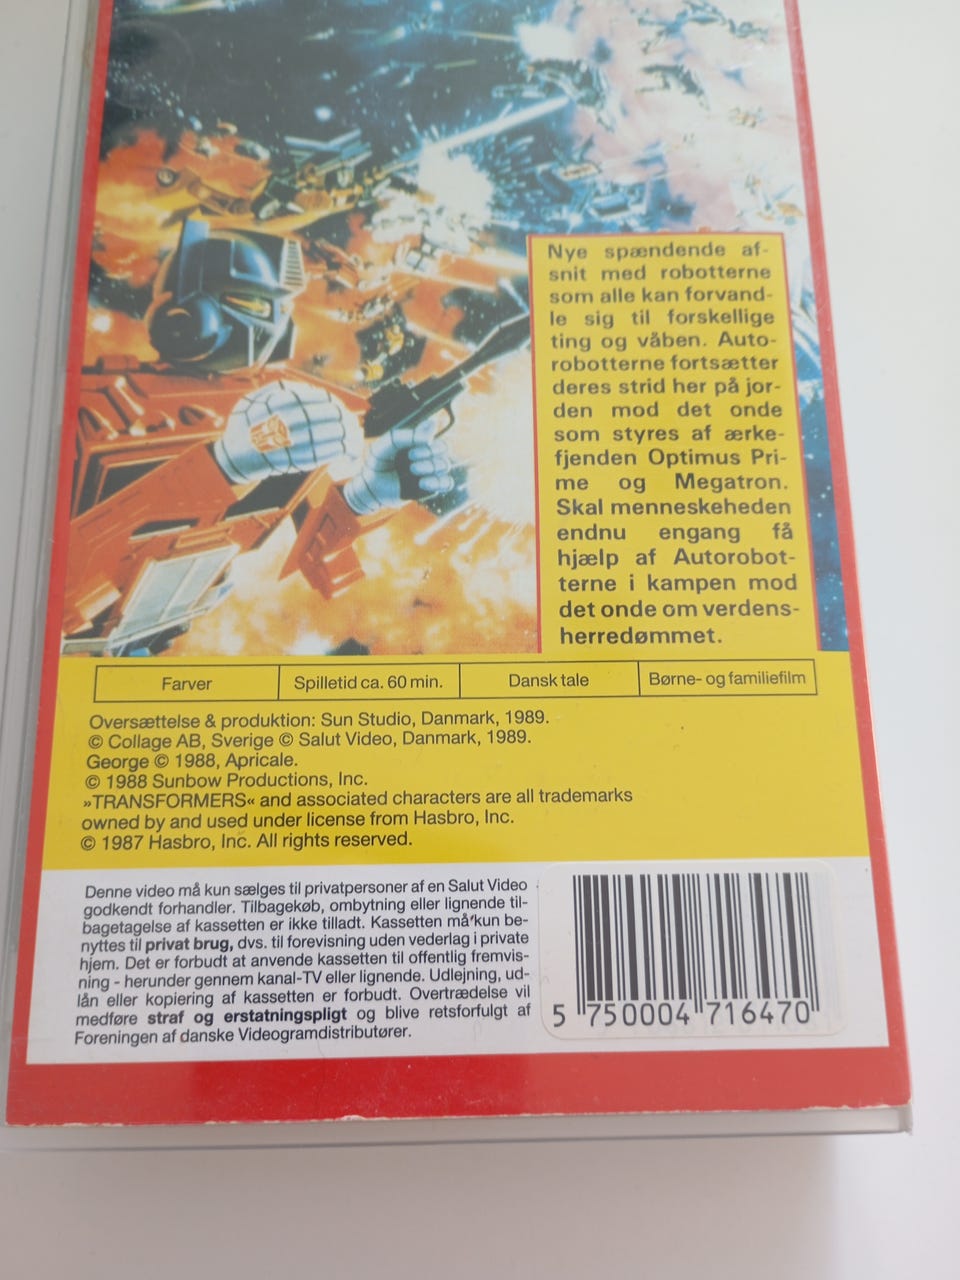 Nye spændende af-
snit med robotterne
som alle kan forvand-
le sig til forskellige
ting og våben. Auto-
robotterne fortsætter
deres strid her på jor-
den mod det onde
som styres af ærke-
fjenden Optimus Pri-
me og Megatron.
Skal menneskeheden
endnu engang få
hjælp af Autorobot-
terne i kampen mod
det onde om verdens-
herredømmet.
Farver
Spilletid ca. 60 min.
Dansk tale
Børne- og familiefilm
Oversættelse & produktion: Sun Studio, Danmark, 1989.
© Collage AB, Sverige © Salut Video, Danmark, 1989.
George © 1988, Apricale.
© 1988 Sunbow Productions, Inc.
»TRANSFORMERS« and associated characters are all trademarks
owned by and used under license from Hasbro, Inc.
© 1987 Hasbro, Inc. All rights reserved.
Denne video må kun sælges til privatpersoner af en Salut Video
godkendt forhandler. Tilbagekøb, ombytning eller lignende til-
bagetagelse af kassetten er ikke tilladt. Kassetten må kun be-
nyttes til privat brug, dvs. til forevisning uden vederlag i private
hjem. Det er forbudt at anvende kassetten til offentlig fremvis-
ning - herunder gennem kanal-TV eller lignende. Udlejning, ud-
lån eller kopiering af kassetten er forbudt. Overtrædelse vil
medføre straf og erstatningspligt og blive retsforfulgt af
Foreningen af danske Videogramdistributører.
5 750004 716470